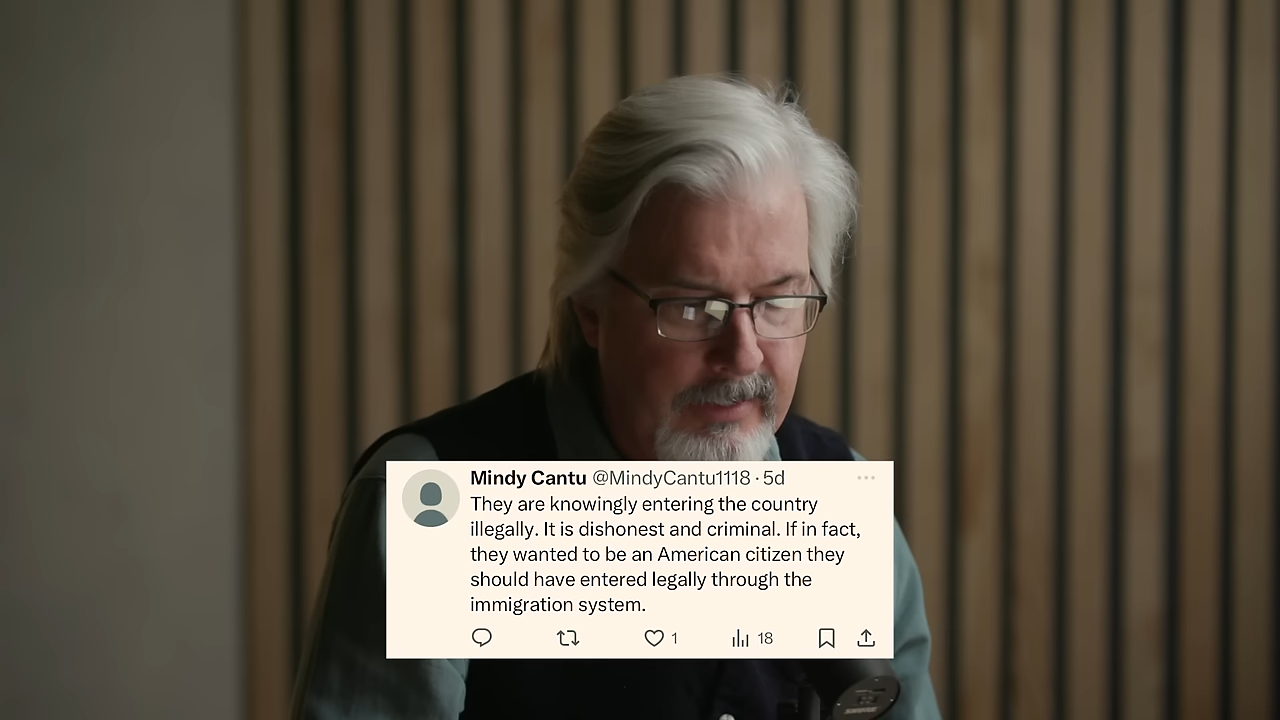 Mindy Cantu @MindyCantu1118 · 5d
They are knowingly entering the country
illegally. It is dishonest and criminal. If in fact,
they wanted to be an American citizen they
should have entered legally through the
immigration system.
1 18